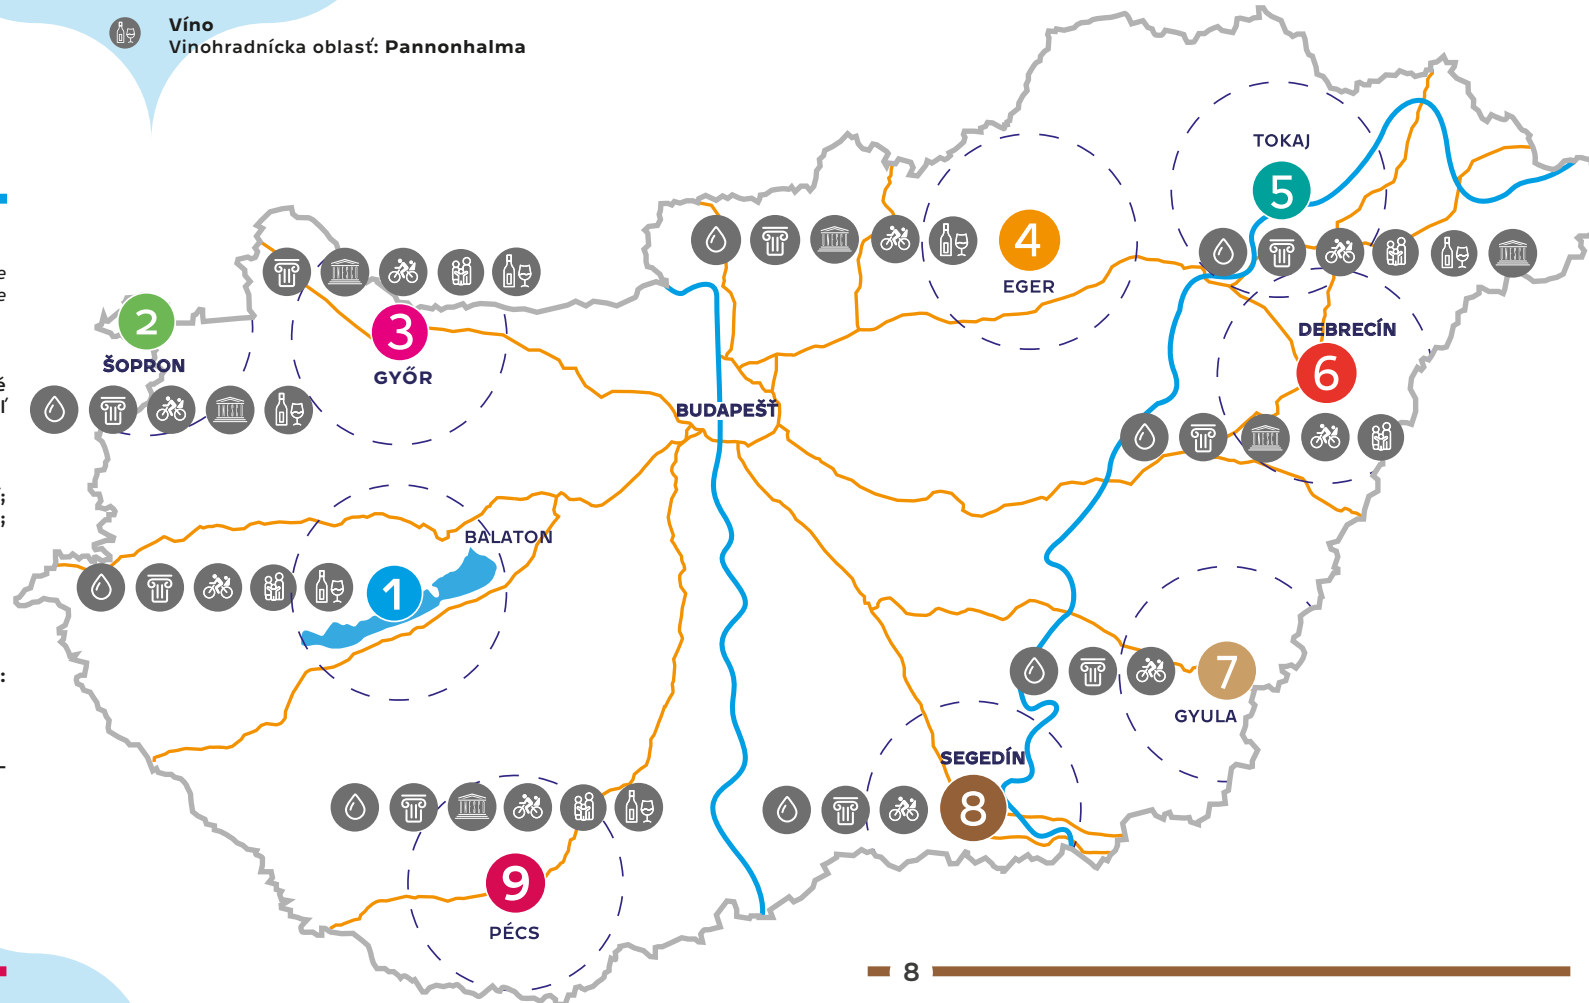 Víno
Vinohradnícka oblasť: Pannonhalma
TOKAJ
5
4
EGER
e
e
2
ŠOPRON
3
GYŐR
DEBRECÍN
6
é
ľ
BUDAPEŠŤ
;
;
BALATON
1
:
7
GYULA
SEGEDÍN
8
–
9
PÉCS
8